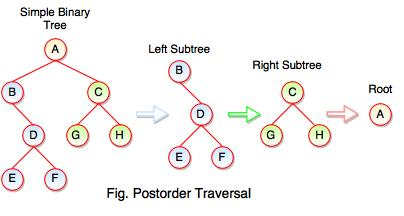 Simple Binary
Tree
A
B
C
D
G
H
E
F
Left Subtree
B
D
E
F
Right Subtree
C
G
H
Root
A
Fig. Postorder Traversal